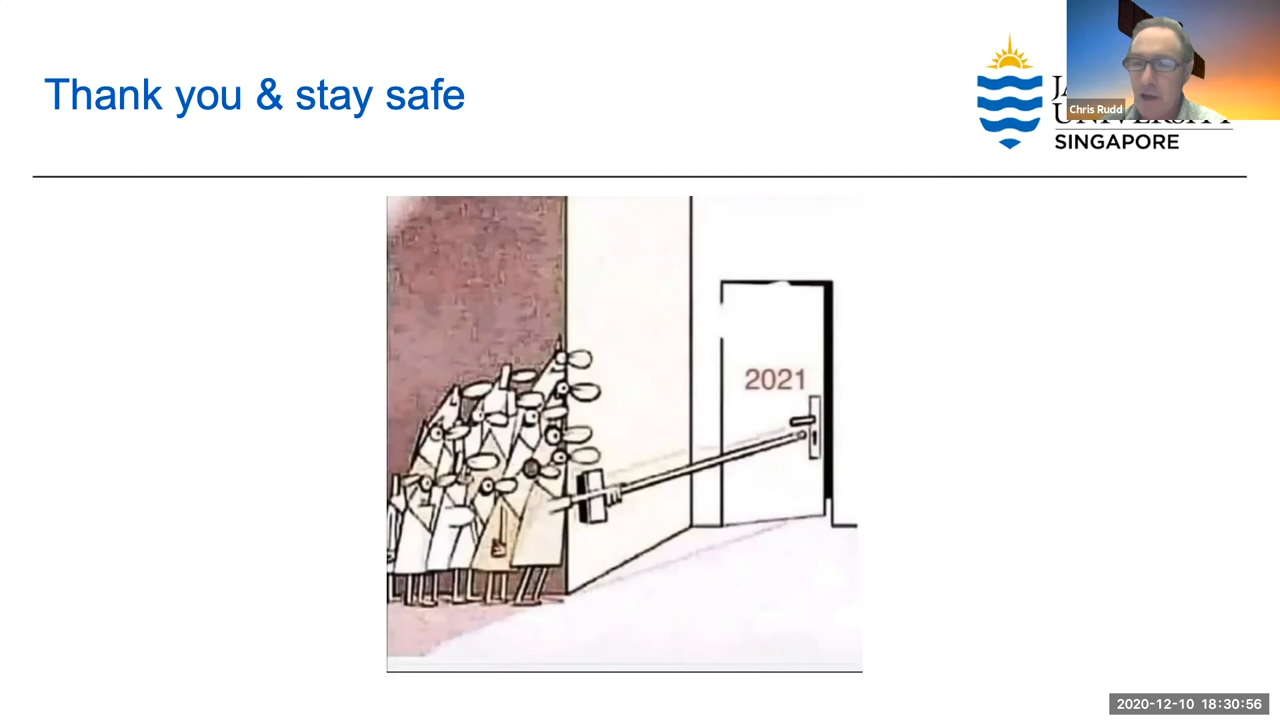 Thank you & stay safe
Chris Rudd
SINGAPORE
2021
2020-12-10 18:30:56